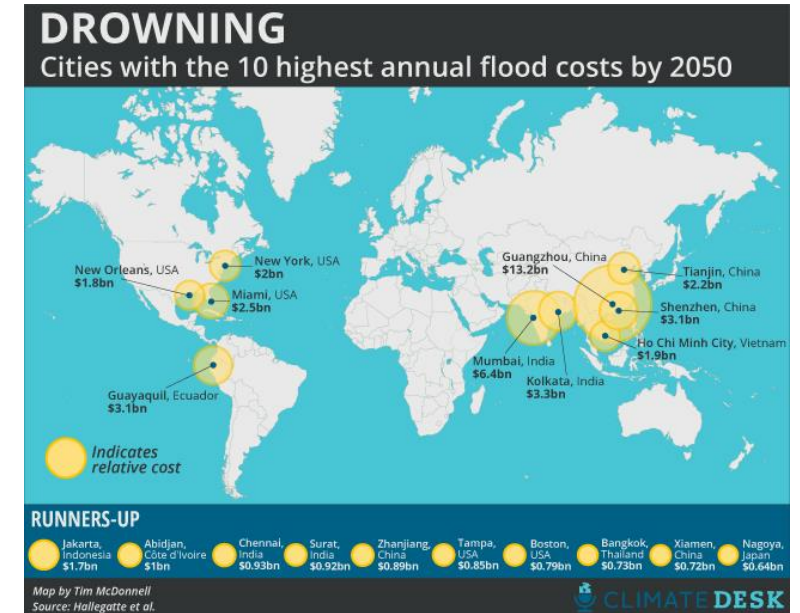 DROWNING
Cities with the 10 highest annual flood costs by 2050
New Orleans, USA
$1.8bn
New York, USA
$2bn
Miami, USA
$2.5bn
Guayaquil, Ecuador
$3.1bn
Guangzhou, China
$13.2bn
Tianjin, China
$2.2bn
Shenzhen, China
$3.1bn
Ho Chi Minh City, Vietnam
$1.9bn
Mumbai, India
$6.4bn
Kolkata, India
$3.3bn
Indicates
relative cost
RUNNERS-UP
Jakarta,
Indonesia
$1.7bn
Abidjan,
Côte d'Ivoire
$1bn
Chennai,
India
$0.93bn
Surat,
India
$0.92bn
Zhanjiang,
China
$0.89bn
Tampa,
USA
$0.85bn
Boston,
USA
$0.79bn
Bangkok,
Thailand
$0.73bn
Xiamen,
China
$0.72bn
Nagoya,
Japan
$0.64bn
Map by Tim McDonnell
Source: Hallegatte et al.
CLIMATE DESK